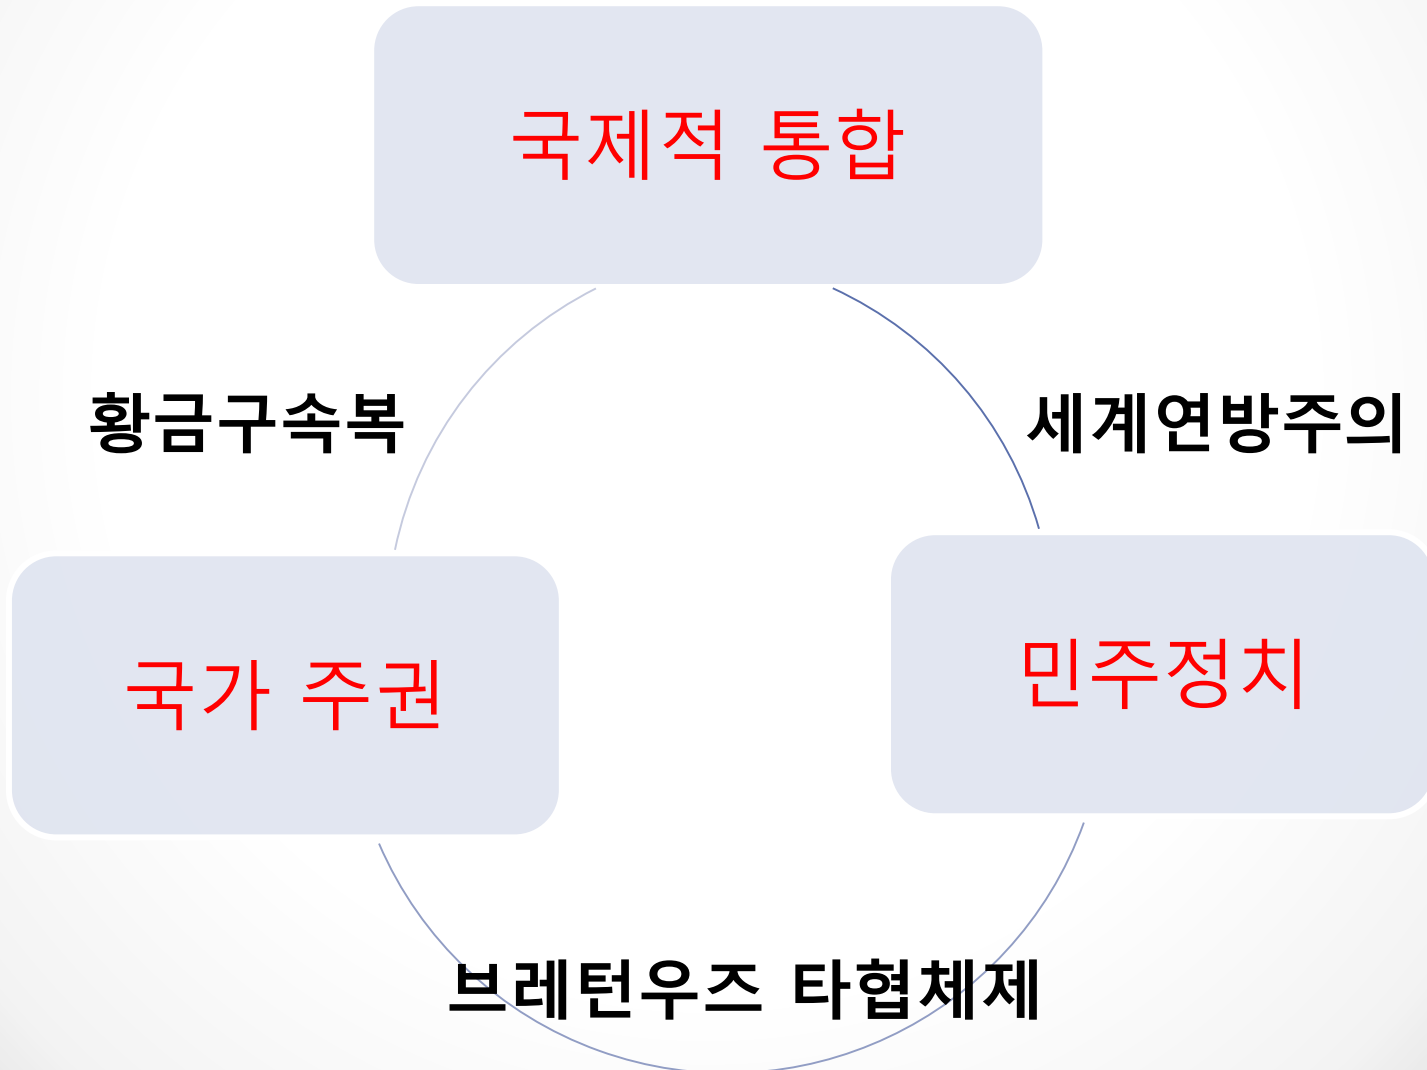 국제적 통합
황금구속복
세계연방주의
국가 주권
민주정치
브레턴우즈 타협체제